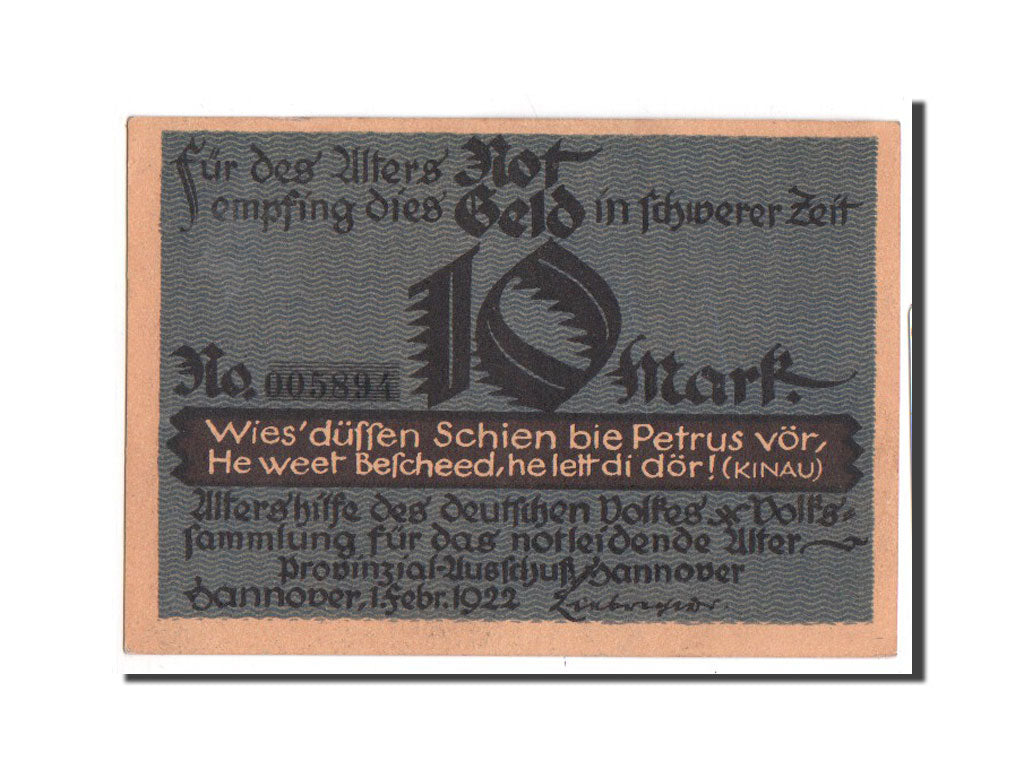 Für des Alters Not
empfing dies Geld in schwerer Zeit
10
No. 005894 Mark.
Wies' düſſen Schien bie Petrus vör,
He weet Beſcheed, he lett di dör! (KINAU)
Altershilfe des deutſchen Volkes * Volks-
ſammlung für das notleidende Alter
Provinzial-Ausſchuß Hannover
Hannover, 1. Febr. 1922